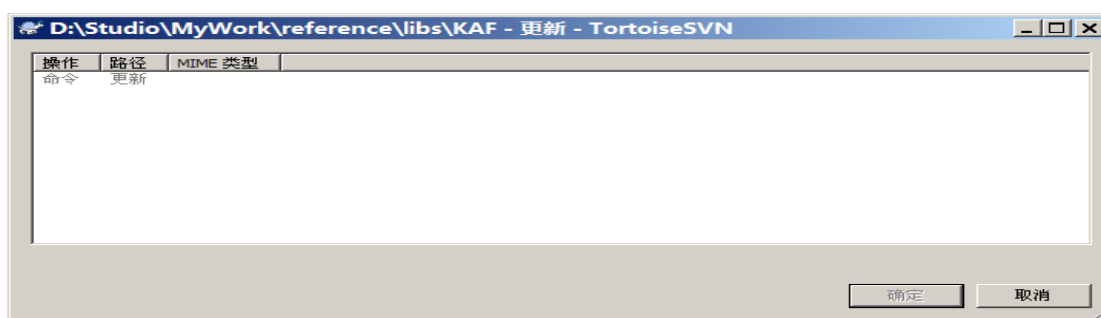 D:\Studio\MyWork\reference\libs\KAF - 更新 - TortoiseSVN
操作 路径 MIME 类型
命令 更新
确定 取消